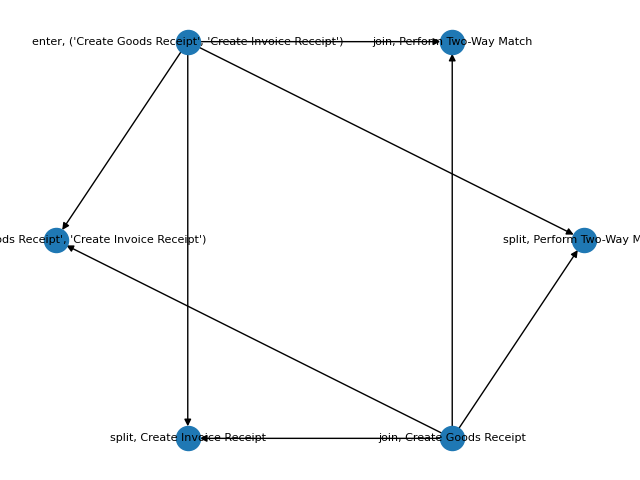 enter, ('Create Goods Receipt', 'Create Invoice Receipt')
join, Perform Two-Way Match
ods Receipt', 'Create Invoice Receipt')
split, Perform Two-Way M
split, Create Invoice Receipt
join, Create Goods Receipt